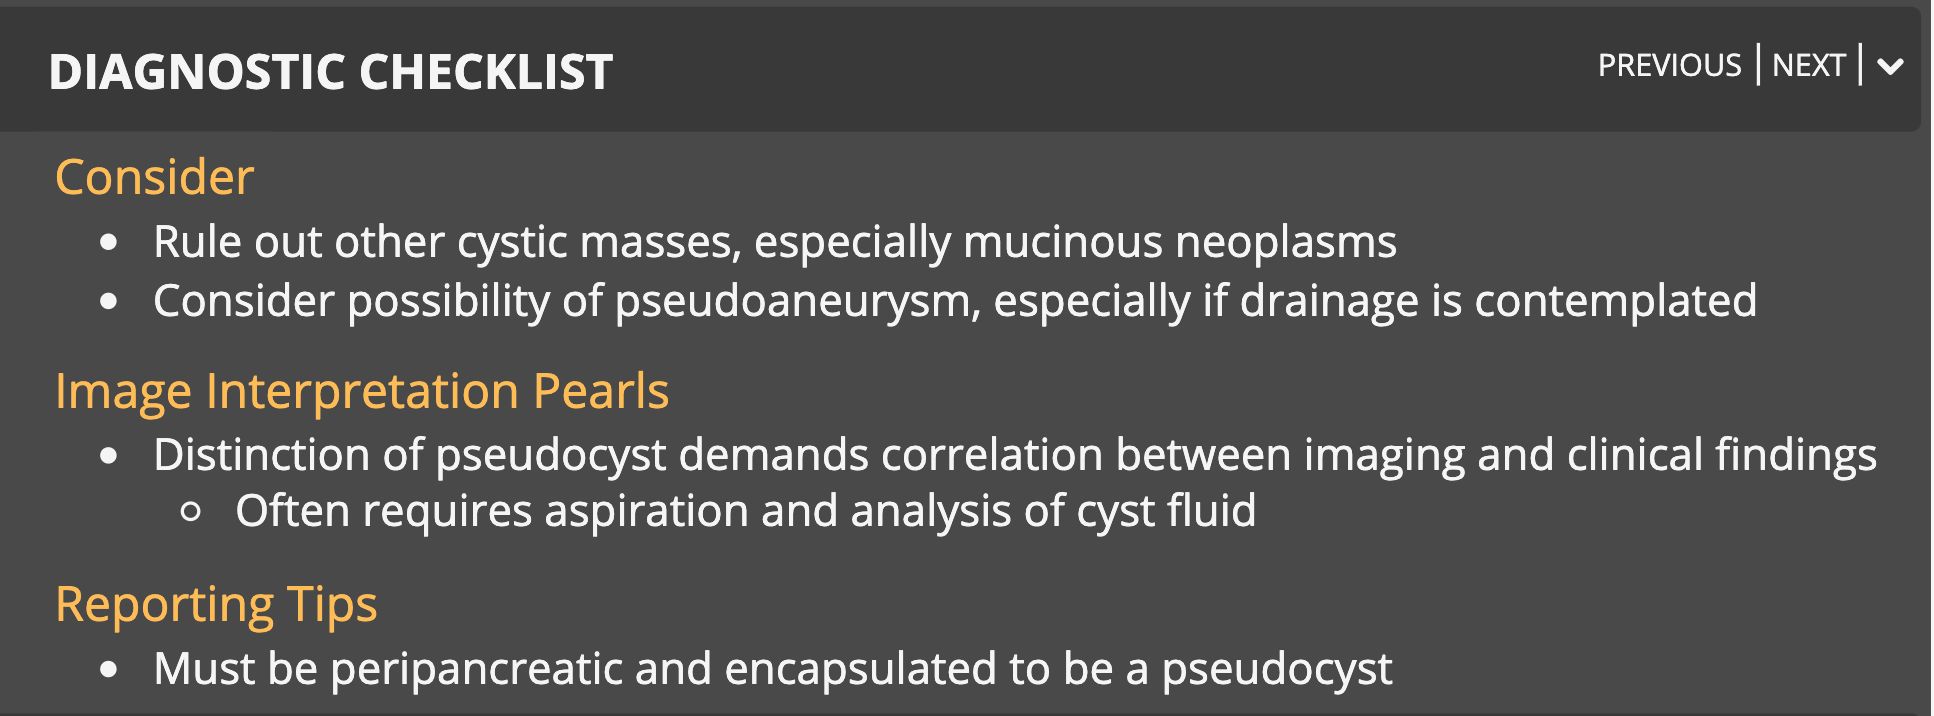 DIAGNOSTIC CHECKLIST
PREVIOUS | NEXT |
Consider
• Rule out other cystic masses, especially mucinous neoplasms
• Consider possibility of pseudoaneurysm, especially if drainage is contemplated
Image Interpretation Pearls
• Distinction of pseudocyst demands correlation between imaging and clinical findings
○ Often requires aspiration and analysis of cyst fluid
Reporting Tips
• Must be peripancreatic and encapsulated to be a pseudocyst